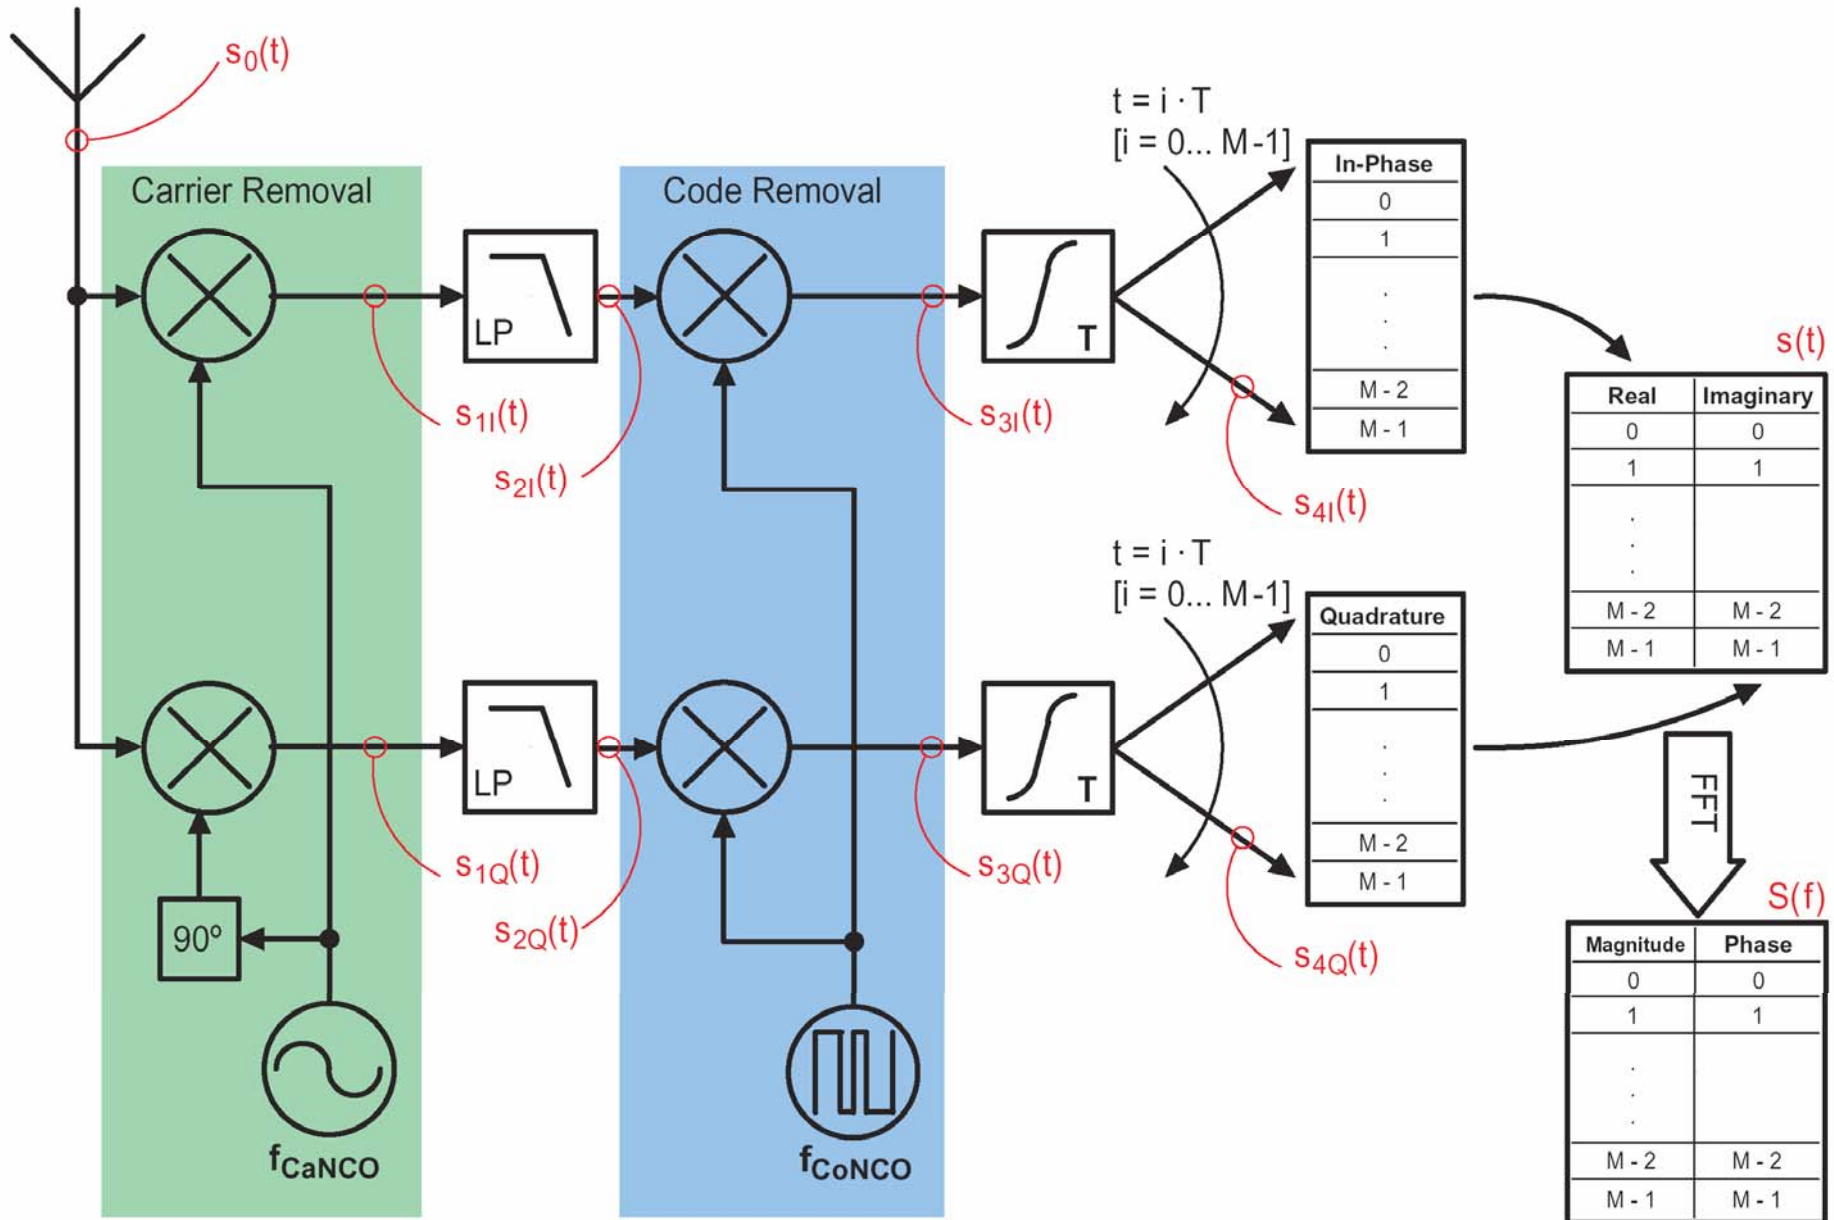 s0(t)
Carrier Removal
s1I(t)
LP
s2I(t)
Code Removal
s3I(t)
T
t = i · T
[i = 0... M-1]
s4I(t)
In-Phase
0
1
.
.
.
M - 2
M - 1
s1Q(t)
LP
s2Q(t)
s3Q(t)
T
t = i · T
[i = 0... M-1]
s4Q(t)
Quadrature
0
1
.
.
.
M - 2
M - 1
90º
fCaNCO
fCoNCO
s(t)
Real Imaginary
0 0
1 1
.
.
.
M - 2 M - 2
M - 1 M - 1
FFT
S(f)
Magnitude Phase
0 0
1 1
.
.
.
M - 2 M - 2
M - 1 M - 1